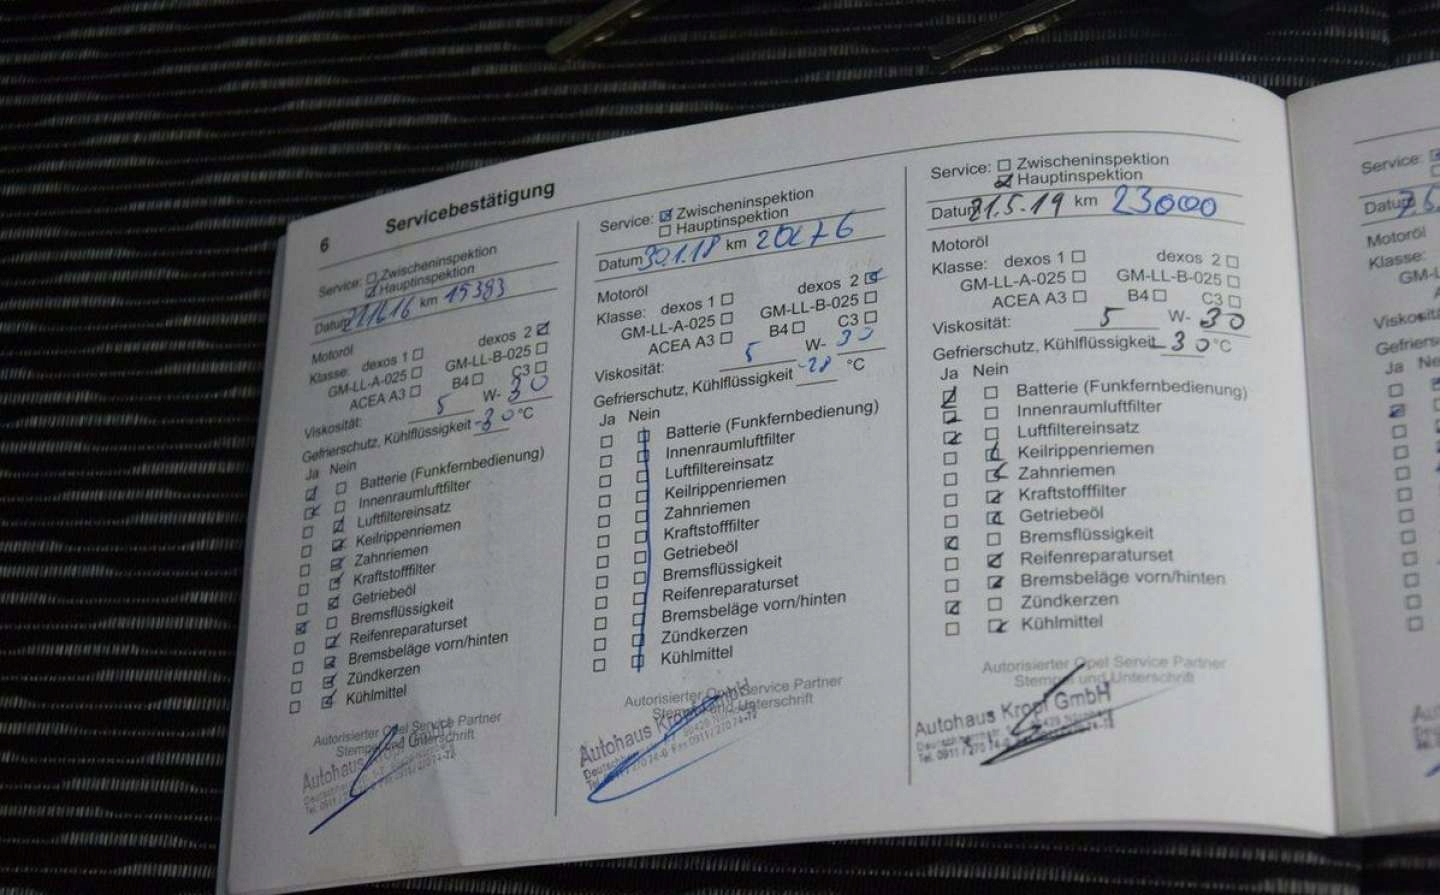 6 Servicebestätigung
Service: Zwischeninspektion
Hauptinspektion
Datum km 15383
Motoröl
Klasse: dexos 1 dexos 2
GM-LL-A-025 GM-LL-B-025
ACEA A3 B4 C3
Viskosität: 5 W- 30
Gefrierschutz, Kühlflüssigkeit -30 °C
Ja Nein
Batterie (Funkfernbedienung)
Innenraumluftfilter
Luftfiltereinsatz
Keilrippenriemen
Zahnriemen
Kraftstofffilter
Getriebeöl
Bremsflüssigkeit
Reifenreparaturset
Bremsbeläge vorn/hinten
Zündkerzen
Kühlmittel
Autorisierter Opel Service Partner
Stempel und Unterschrift
Autohaus
Service: Zwischeninspektion
Hauptinspektion
Datum 30.1.18 km
Motoröl
Klasse: dexos 1 dexos 2
GM-LL-A-025 GM-LL-B-025
ACEA A3 B4 C3
Viskosität: 5 W- 30
Gefrierschutz, Kühlflüssigkeit -28 °C
Ja Nein
Batterie (Funkfernbedienung)
Innenraumluftfilter
Luftfiltereinsatz
Keilrippenriemen
Zahnriemen
Kraftstofffilter
Getriebeöl
Bremsflüssigkeit
Reifenreparaturset
Bremsbeläge vorn/hinten
Zündkerzen
Kühlmittel
Autorisierter Opel Service Partner
Stempel und Unterschrift
Autohaus Kropf GmbH
Service: Zwischeninspektion
Hauptinspektion
Datum 21.5.19 km 23000
Motoröl
Klasse: dexos 1 dexos 2
GM-LL-A-025 GM-LL-B-025
ACEA A3 B4 C3
Viskosität: 5 W- 30
Gefrierschutz, Kühlflüssigkeit -30 °C
Ja Nein
Batterie (Funkfernbedienung)
Innenraumluftfilter
Luftfiltereinsatz
Keilrippenriemen
Zahnriemen
Kraftstofffilter
Getriebeöl
Bremsflüssigkeit
Reifenreparaturset
Bremsbeläge vorn/hinten
Zündkerzen
Kühlmittel
Autorisierter Opel Service Partner
Stempel und Unterschrift
Autohaus Kropf GmbH
Service:
Datum
Motoröl
Klasse:
Ja